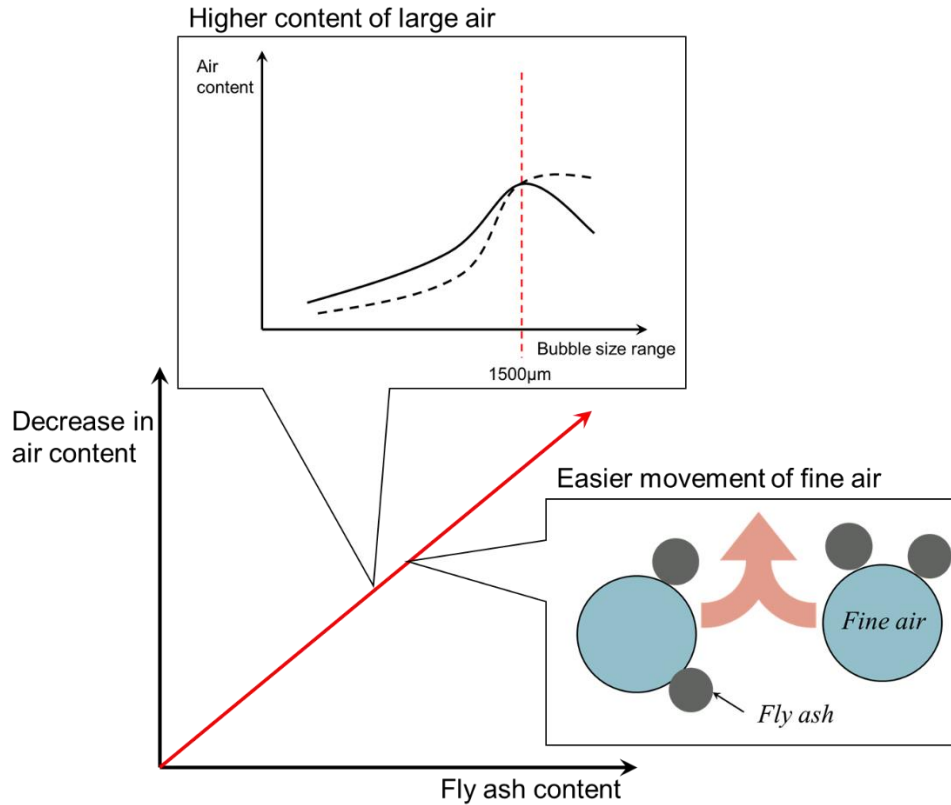 Higher content of large air
Air
content
Bubble size range
1500µm
Decrease in
air content
Easier movement of fine air
Fine air
Fly ash
Fly ash content